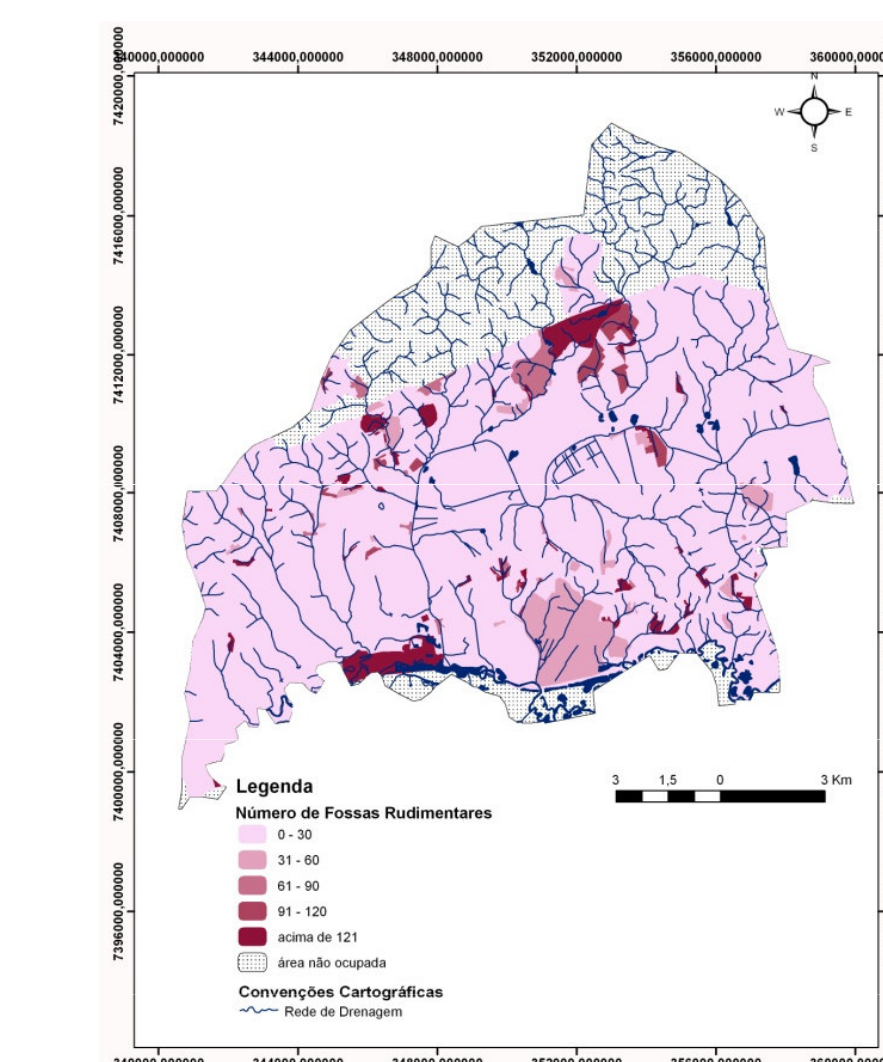 340000,000000 344000,000000 348000,000000 352000,000000 356000,000000
7420000,000000
7416000,000000
7412000,000000
7408000,000000
7404000,000000
7400000,000000
7396000,000000
N
W E
S
3 1,5 0 3 Km
Legenda
Número de Fossas Rudimentares
0 - 30
31 - 60
61 - 90
91 - 120
acima de 121
área não ocupada
Convenções Cartográficas
Rede de Drenagem